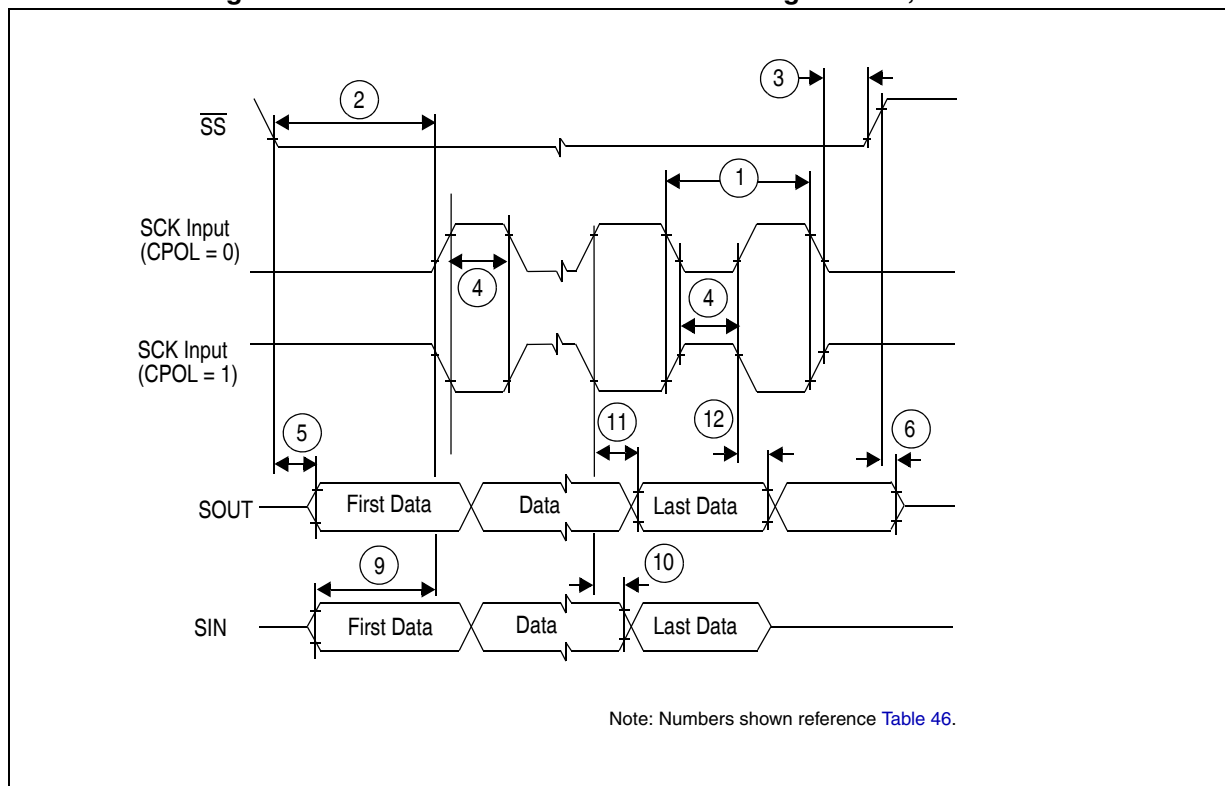 3
2
SS
1
SCK Input
(CPOL = 0)
4
4
SCK Input
(CPOL = 1)
11
12
5
6
First Data
Data
Last Data
SOUT
9
10
SIN
First Data
Data
Last Data
Note: Numbers shown reference Table 46.